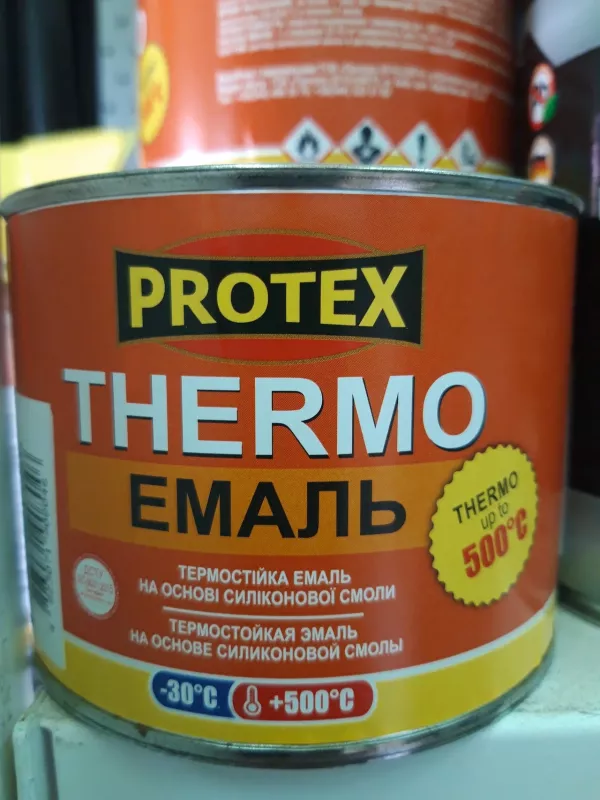 PROTEX
THERMO
ЕМАЛЬ
THERMO
up to
500°C
ТЕРМОСТІЙКА ЕМАЛЬ
НА ОСНОВІ СИЛІКОНОВОЇ СМОЛИ
ТЕРМОСТОЙКАЯ ЭМАЛЬ
НА ОСНОВЕ СИЛИКОНОВОЙ СМОЛЫ
-30°C +500°C